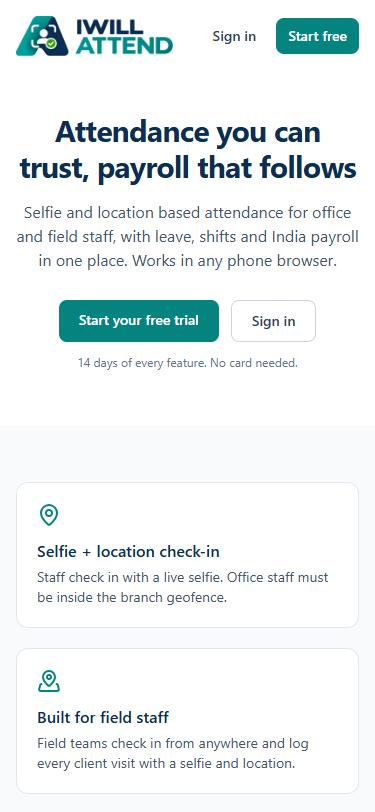 IWILL
ATTEND
Sign in
Start free
Attendance you can
trust, payroll that follows
Selfie and location based attendance for office
and field staff, with leave, shifts and India payroll
in one place. Works in any phone browser.
Start your free trial
Sign in
14 days of every feature. No card needed.
Selfie + location check-in
Staff check in with a live selfie. Office staff must
be inside the branch geofence.
Built for field staff
Field teams check in from anywhere and log
every client visit with a selfie and location.